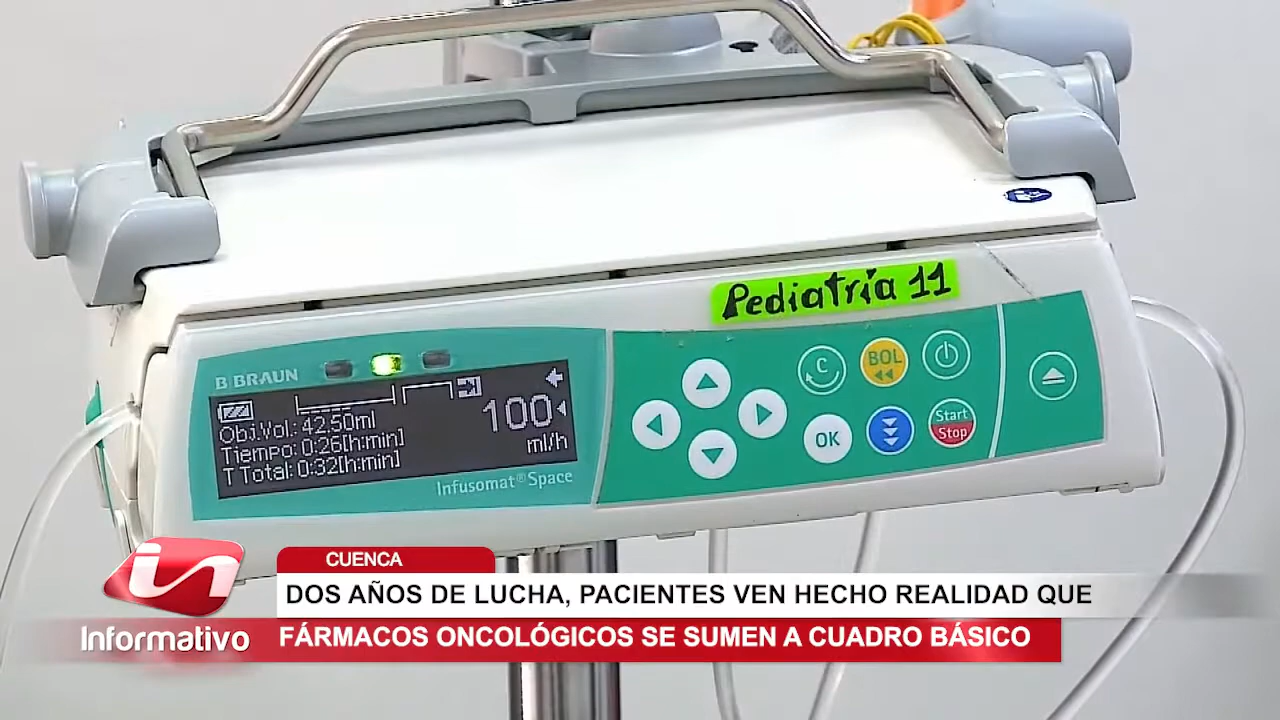 Pediatría 11
B BRAUN
Obj.Vol: 42.50ml
Tiempo: 0:26[h:min]
T Total: 0:32[h:min]
100
ml/h
Infusomat®Space
C
BOL
OK
Start
Stop
CUENCA
DOS AÑOS DE LUCHA, PACIENTES VEN HECHO REALIDAD QUE
FÁRMACOS ONCOLÓGICOS SE SUMEN A CUADRO BÁSICO
in
Informativo